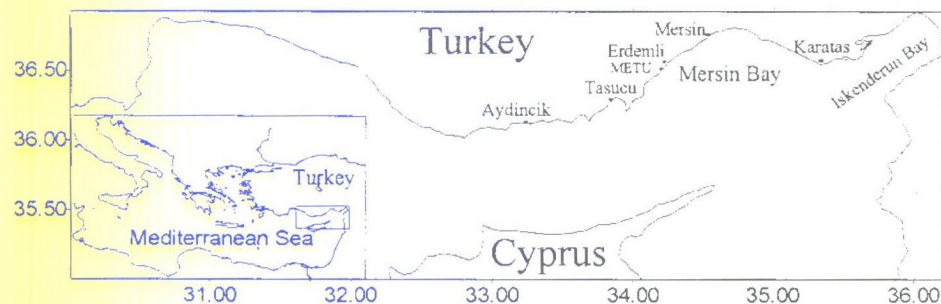 Turkey
Mersin
Karatas
Iskenderun Bay
Erdemli
METU
Mersin Bay
Tasucu
Aydincik
36.50
36.00
35.50
Turkey
Mediterranean Sea
Cyprus
31.00 32.00 33.00 34.00 35.00 36.00